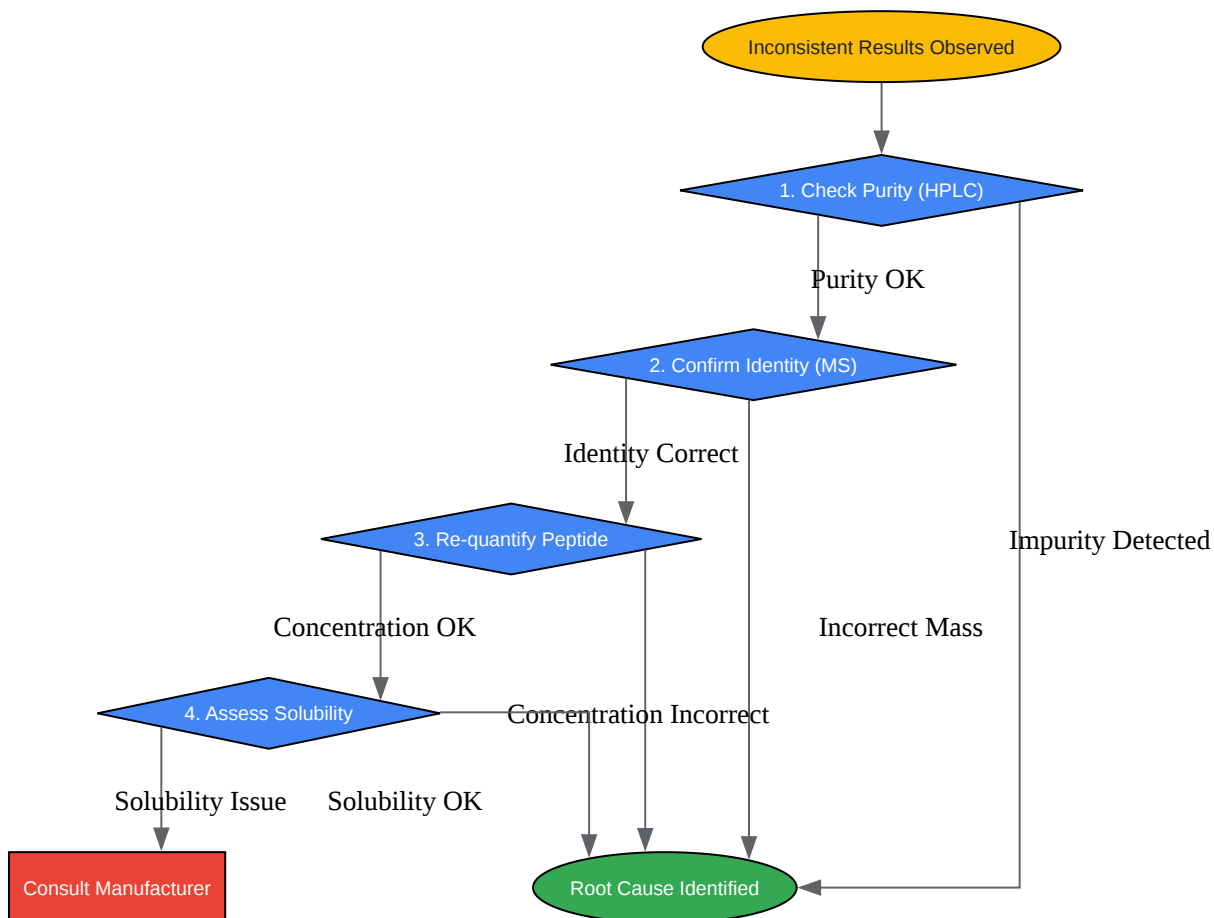 Inconsistent Results Observed
1. Check Purity (HPLC)
Purity OK
2. Confirm Identity (MS)
Identity Correct
3. Re-quantify Peptide
Impurity Detected
Concentration OK
Incorrect Mass
4. Assess Solubility
Concentration Incorrect
Solubility Issue
Solubility OK
Consult Manufacturer
Root Cause Identified